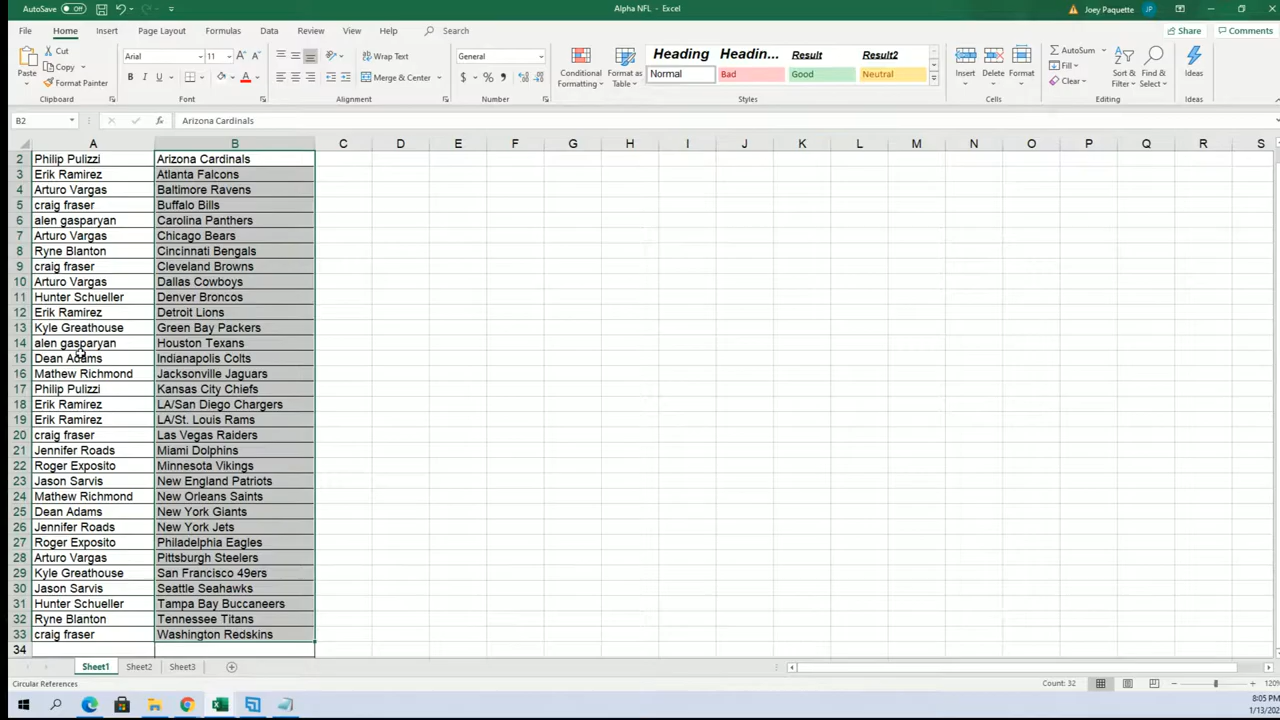 AutoSave Off Alpha NFL - Excel Joey Paquette JP
File Home Insert Page Layout Formulas Data Review View Help Search Share Comments
Paste Cut Copy Format Painter Clipboard
Arial 11 B I U A Font
Wrap Text Merge & Center Alignment
General $ % Number
Conditional Formatting Format as Table Heading Headin... Result Result2 Normal Bad Good Neutral Styles
Insert Delete Format Cells
AutoSum Fill Clear Sort & Filter Find & Select Editing
Ideas Ideas
B2 fx Arizona Cardinals
A B C D E F G H I J K L M N O P Q R S
2 Philip Pulizzi Arizona Cardinals
3 Erik Ramirez Atlanta Falcons
4 Arturo Vargas Baltimore Ravens
5 craig fraser Buffalo Bills
6 alen gasparyan Carolina Panthers
7 Arturo Vargas Chicago Bears
8 Ryne Blanton Cincinnati Bengals
9 craig fraser Cleveland Browns
10 Arturo Vargas Dallas Cowboys
11 Hunter Schueller Denver Broncos
12 Erik Ramirez Detroit Lions
13 Kyle Greathouse Green Bay Packers
14 alen gasparyan Houston Texans
15 Dean Adams Indianapolis Colts
16 Mathew Richmond Jacksonville Jaguars
17 Philip Pulizzi Kansas City Chiefs
18 Erik Ramirez LA/San Diego Chargers
19 Erik Ramirez LA/St. Louis Rams
20 craig fraser Las Vegas Raiders
21 Jennifer Roads Miami Dolphins
22 Roger Exposito Minnesota Vikings
23 Jason Sarvis New England Patriots
24 Mathew Richmond New Orleans Saints
25 Dean Adams New York Giants
26 Jennifer Roads New York Jets
27 Roger Exposito Philadelphia Eagles
28 Arturo Vargas Pittsburgh Steelers
29 Kyle Greathouse San Francisco 49ers
30 Jason Sarvis Seattle Seahawks
31 Hunter Schueller Tampa Bay Buccaneers
32 Ryne Blanton Tennessee Titans
33 craig fraser Washington Redskins
34
Sheet1 Sheet2 Sheet3
Circular References Count: 32 120%
8:05 PM
1/13/202